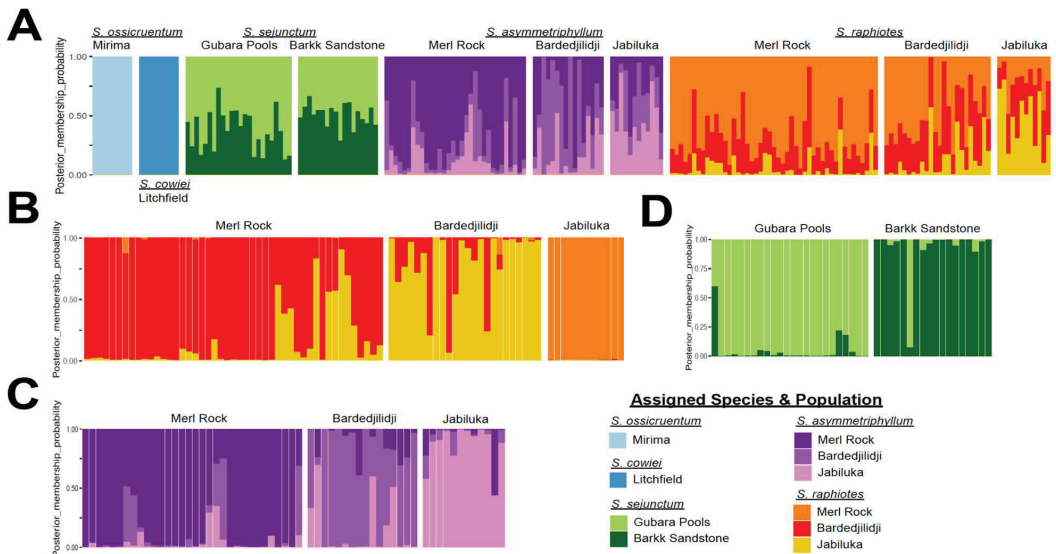 A
S. ossicruentum S. sejunctum S. asymmetriphyllum S. raphiotes
Mirima Gubara Pools Barkk Sandstone Merl Rock Bardedjilidji Jabiluka Merl Rock Bardedjilidji Jabiluka
Posterior_membership_probability
1.00
0.50
0.00
S. cowiei
Litchfield
B
Merl Rock Bardedjilidji Jabiluka
Posterior_membership_probability
1.00
0.50
0.00
D
Gubara Pools Barkk Sandstone
Posterior_membership_probability
1.00
0.75
0.50
0.25
0.00
C
Merl Rock Bardedjilidji Jabiluka
Posterior_membership_probability
1.00
0.50
0.00
Assigned Species & Population
S. ossicruentum
Mirima
S. cowiei
Litchfield
S. sejunctum
Gubara Pools
Barkk Sandstone
S. asymmetriphyllum
Merl Rock
Bardedjilidji
Jabiluka
S. raphiotes
Merl Rock
Bardedjilidji
Jabiluka